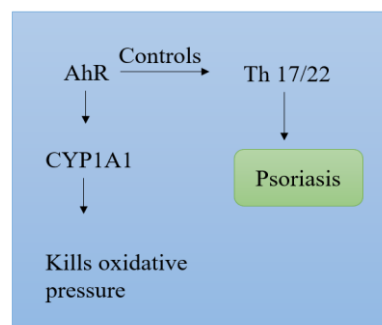 Controls
AhR
Th 17/22
CYP1A1
Psoriasis
Kills oxidative
pressure